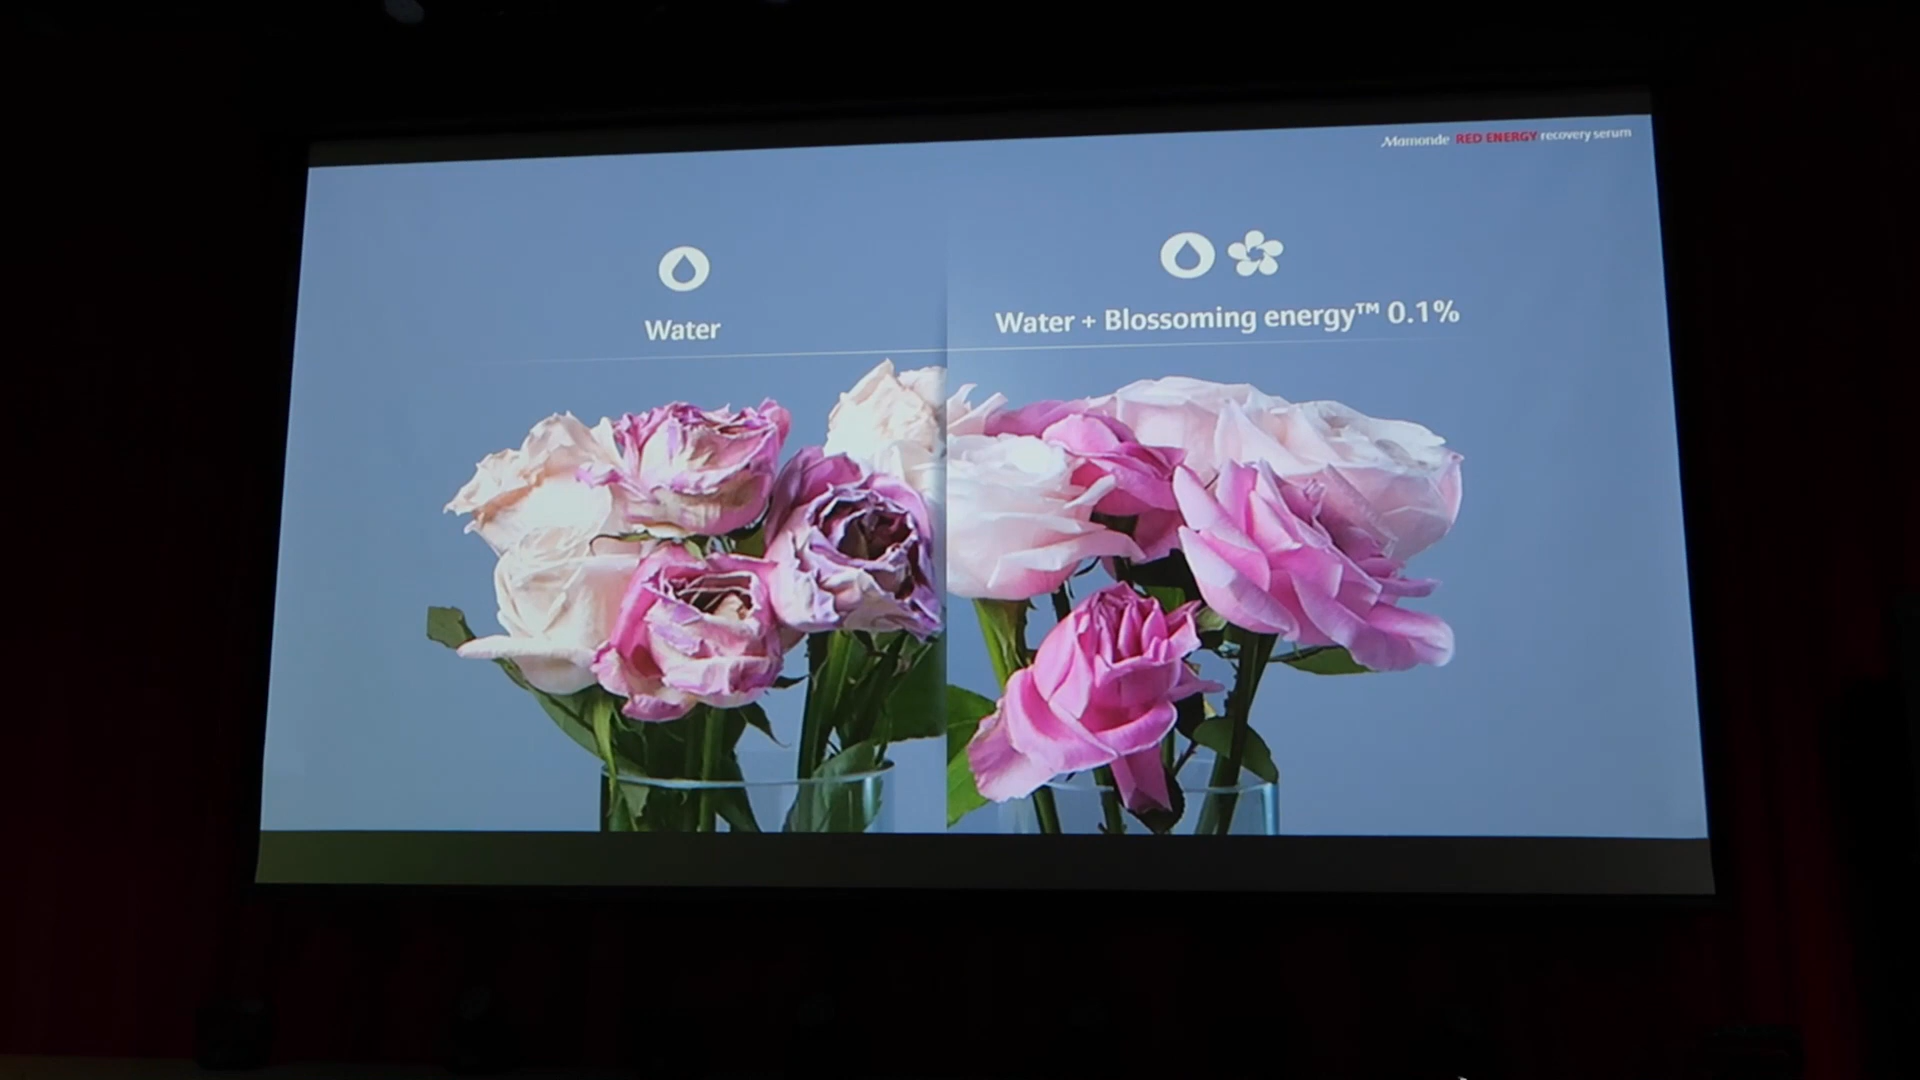 Mamonde RED ENERGY recovery serum
Water
Water + Blossoming energy™ 0.1%